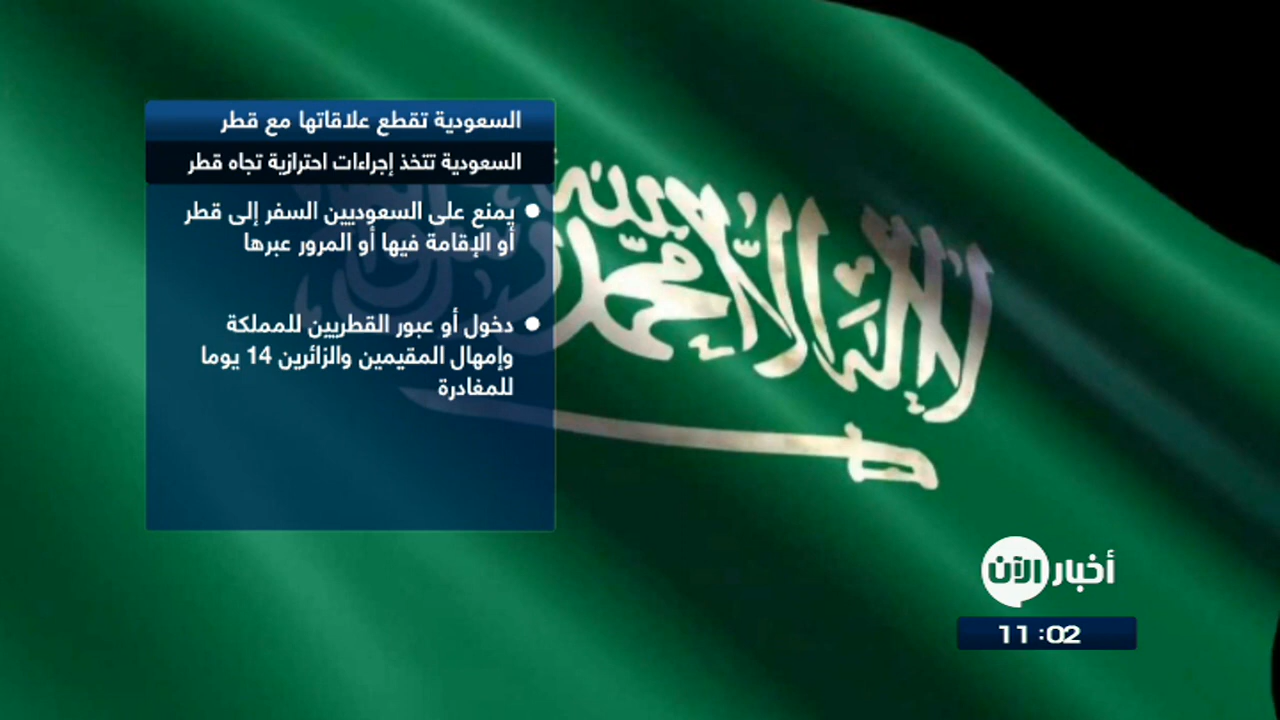 السعودية تقطع علاقاتها مع قطر
السعودية تتخذ إجراءات احترازية تجاه قطر
● يمنع على السعوديين السفر إلى قطر
أو الإقامة فيها أو المرور عبرها
● دخول أو عبور القطريين للمملكة
وإمهال المقيمين والزائرين 14 يوما
للمغادرة
لا إله إلا الله محمد رسول الله
أخبار الآن
11:02